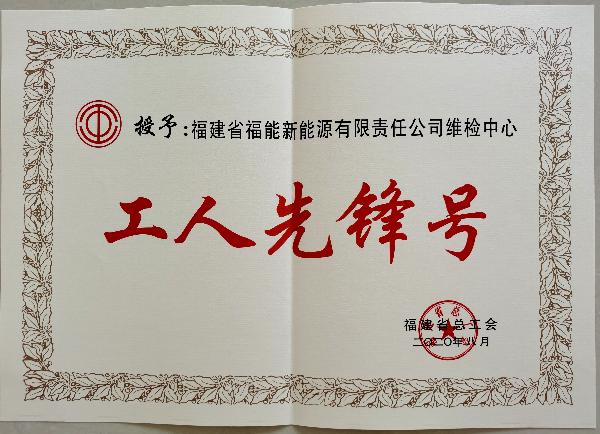 授予:福建省福能新能源有限责任公司维检中心
工人先锋号
福建省总工会
二〇二〇年八月